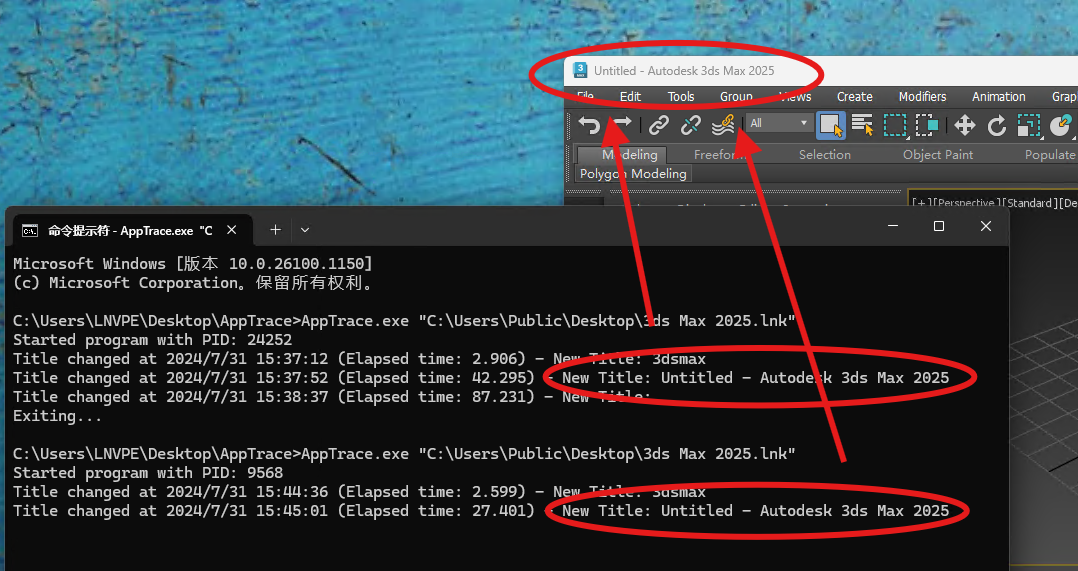 Untitled - Autodesk 3ds Max 2025
File Edit Tools Group Views Create Modifiers Animation
All
Modeling Freeform Selection Object Paint Populate
Polygon Modeling
[+][Perspective][Standard]
命令提示符 - AppTrace.exe "C
Microsoft Windows [版本 10.0.26100.1150]
(c) Microsoft Corporation。保留所有权利。
C:\Users\LNVPE\Desktop\AppTrace>AppTrace.exe "C:\Users\Public\Desktop\3ds Max 2025.lnk"
Started program with PID: 24252
Title changed at 2024/7/31 15:37:12 (Elapsed time: 2.906) - New Title: 3dsmax
Title changed at 2024/7/31 15:37:52 (Elapsed time: 42.295) - New Title: Untitled - Autodesk 3ds Max 2025
Title changed at 2024/7/31 15:38:37 (Elapsed time: 87.231) - New Title:
Exiting...
C:\Users\LNVPE\Desktop\AppTrace>AppTrace.exe "C:\Users\Public\Desktop\3ds Max 2025.lnk"
Started program with PID: 9568
Title changed at 2024/7/31 15:44:36 (Elapsed time: 2.599) - New Title: 3dsmax
Title changed at 2024/7/31 15:45:01 (Elapsed time: 27.401) - New Title: Untitled - Autodesk 3ds Max 2025